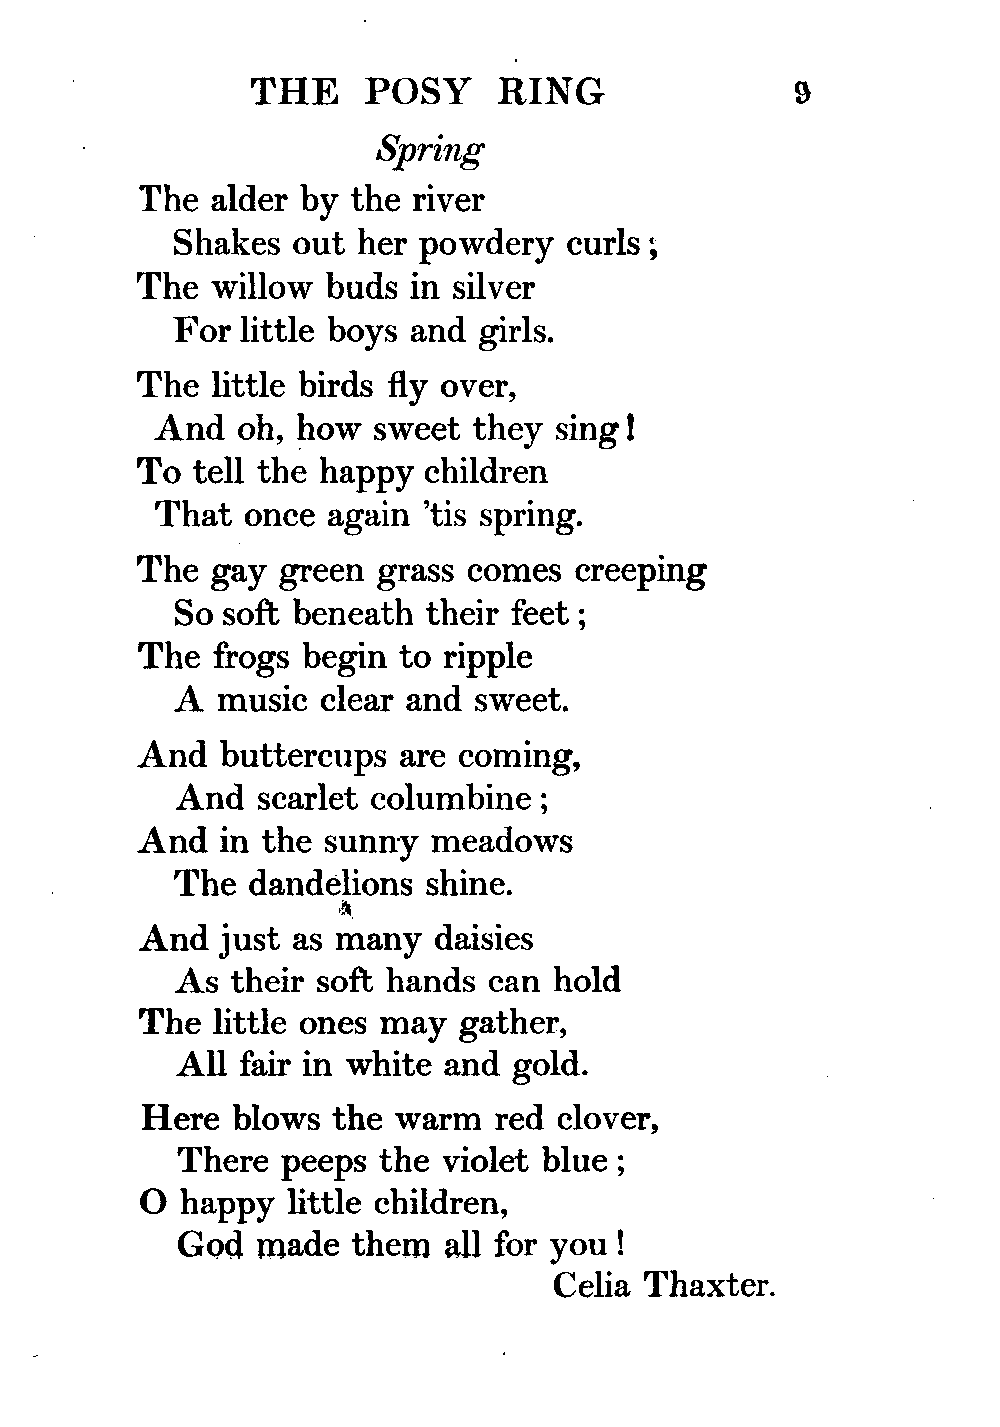 THE POSY RING 9
Spring
The alder by the river
Shakes out her powdery curls ;
The willow buds in silver
For little boys and girls.
The little birds fly over,
And oh, how sweet they sing !
To tell the happy children
That once again ’tis spring.
The gay green grass comes creeping
So soft beneath their feet ;
The frogs begin to ripple
A music clear and sweet.
And buttercups are coming,
And scarlet columbine ;
And in the sunny meadows
The dandelions shine.
And just as many daisies
As their soft hands can hold
The little ones may gather,
All fair in white and gold.
Here blows the warm red clover,
There peeps the violet blue ;
O happy little children,
God made them all for you !
Celia Thaxter.